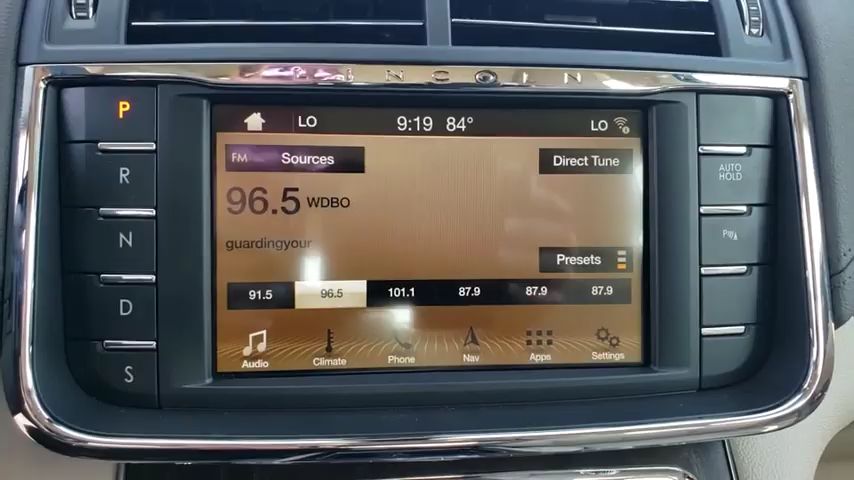 LINCOLN
P
R
N
D
S
LO 9:19 84° LO
FM Sources Direct Tune
96.5 WDBO
guardingyour
Presets
91.5 96.5 101.1 87.9 87.9 87.9
Audio Climate Phone Nav Apps Settings
AUTO
HOLD
P